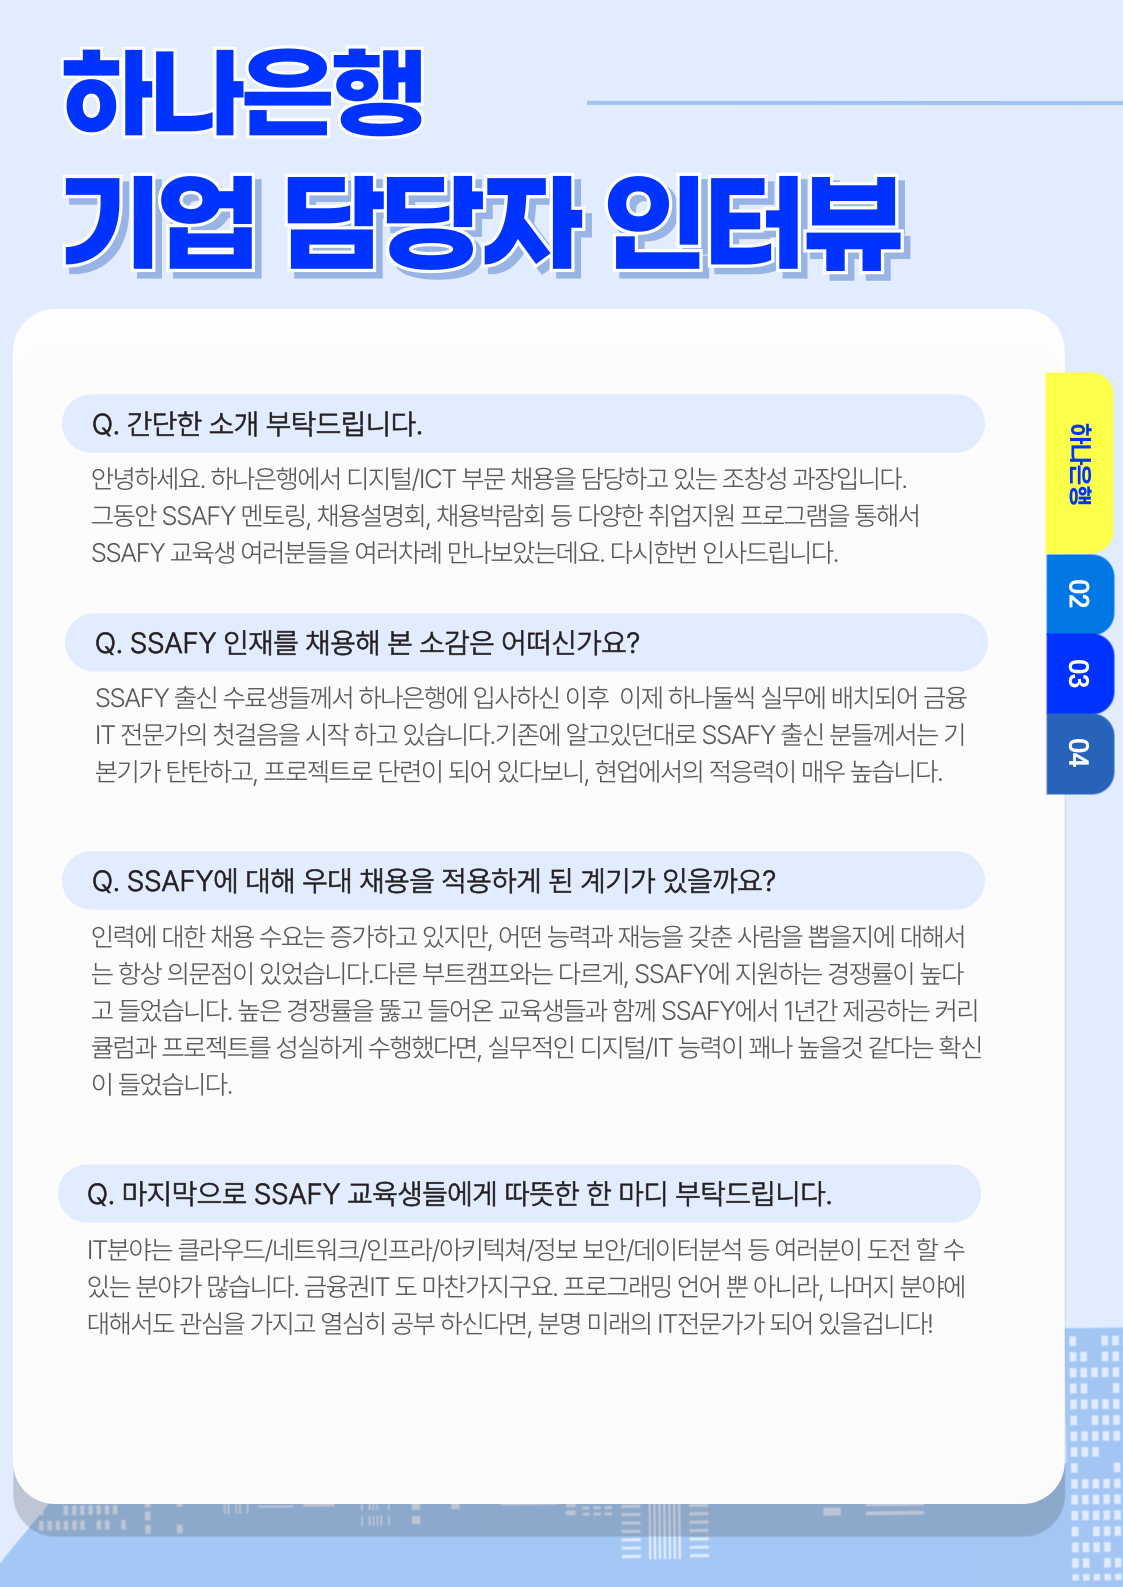 하나은행
기업 담당자 인터뷰
Q. 간단한 소개 부탁드립니다.
안녕하세요. 하나은행에서 디지털/ICT 부문 채용을 담당하고 있는 조창성 과장입니다.
그동안 SSAFY 멘토링, 채용설명회, 채용박람회 등 다양한 취업지원 프로그램을 통해서
SSAFY 교육생 여러분들을 여러차례 만나보았는데요. 다시한번 인사드립니다.
Q. SSAFY 인재를 채용해 본 소감은 어떠신가요?
SSAFY 출신 수료생들께서 하나은행에 입사하신 이후  이제 하나둘씩 실무에 배치되어 금융
IT 전문가의 첫걸음을 시작 하고 있습니다.기존에 알고있던대로 SSAFY 출신 분들께서는 기
본기가 탄탄하고, 프로젝트로 단련이 되어 있다보니, 현업에서의 적응력이 매우 높습니다.
Q. SSAFY에 대해 우대 채용을 적용하게 된 계기가 있을까요?
인력에 대한 채용 수요는 증가하고 있지만, 어떤 능력과 재능을 갖춘 사람을 뽑을지에 대해서
는 항상 의문점이 있었습니다.다른 부트캠프와는 다르게, SSAFY에 지원하는 경쟁률이 높다
고 들었습니다. 높은 경쟁률을 뚫고 들어온 교육생들과 함께 SSAFY에서 1년간 제공하는 커리
큘럼과 프로젝트를 성실하게 수행했다면, 실무적인 디지털/IT 능력이 꽤나 높을것 같다는 확신
이 들었습니다.
Q. 마지막으로 SSAFY 교육생들에게 따뜻한 한 마디 부탁드립니다.
IT분야는 클라우드/네트워크/인프라/아키텍쳐/정보 보안/데이터분석 등 여러분이 도전 할 수
있는 분야가 많습니다. 금융권IT 도 마찬가지구요. 프로그래밍 언어 뿐 아니라, 나머지 분야에
대해서도 관심을 가지고 열심히 공부 하신다면, 분명 미래의 IT전문가가 되어 있을겁니다!
하나은행
02
03
04